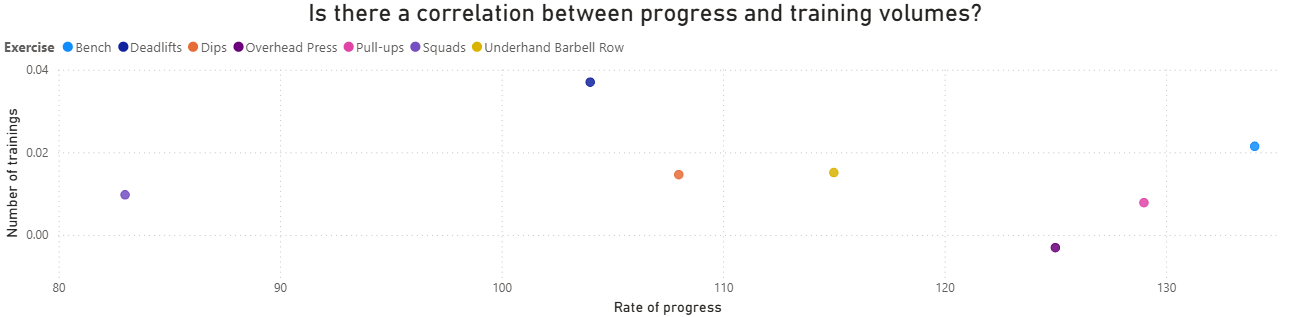 Is there a correlation between progress and training volumes?
Exercise Bench Deadlifts Dips Overhead Press Pull-ups Squads Underhand Barbell Row
0.04
0.02
0.00
Number of trainings
80 90 100 110 120 130
Rate of progress